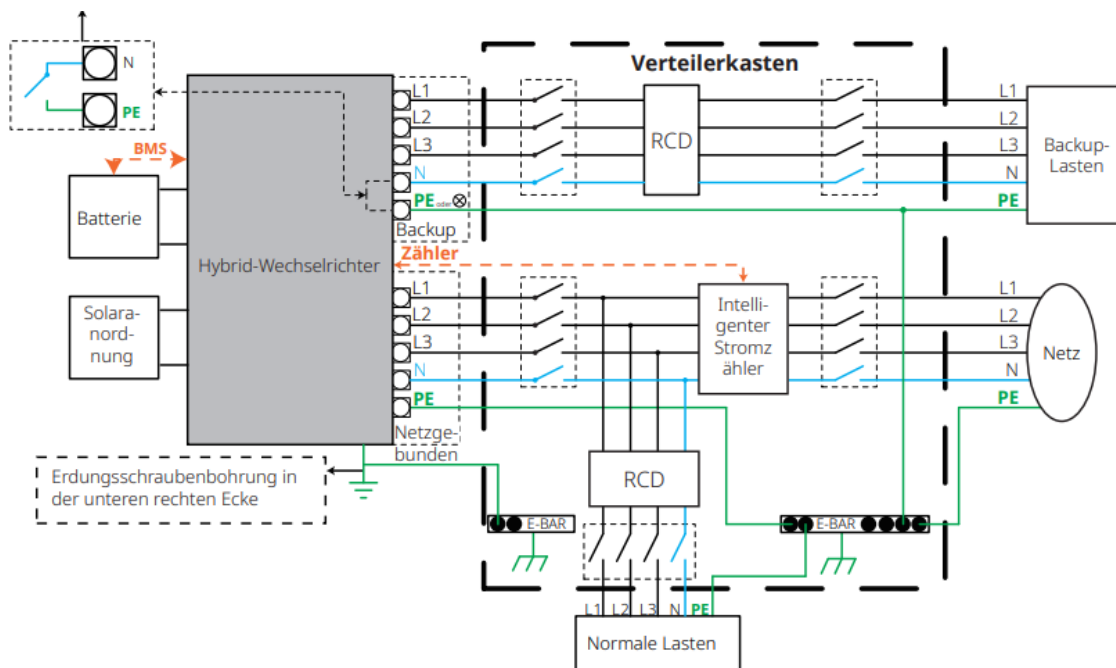 Verteilerkasten
N
PE
BMS
Batterie
Solara-
nord-
nung
Hybrid-Wechselrichter
L1
L2
L3
N
PE oder
Backup
RCD
L1
L2
L3
N
PE
Backup-
Lasten
Zähler
L1
L2
L3
N
PE
Netzge-
bunden
Intelli-
genter
Stromz
ähler
L1
L2
L3
N
PE
Netz
Erdungsschraubenbohrung in
der unteren rechten Ecke
RCD
E-BAR
E-BAR
L1 L2 L3 N PE
Normale Lasten